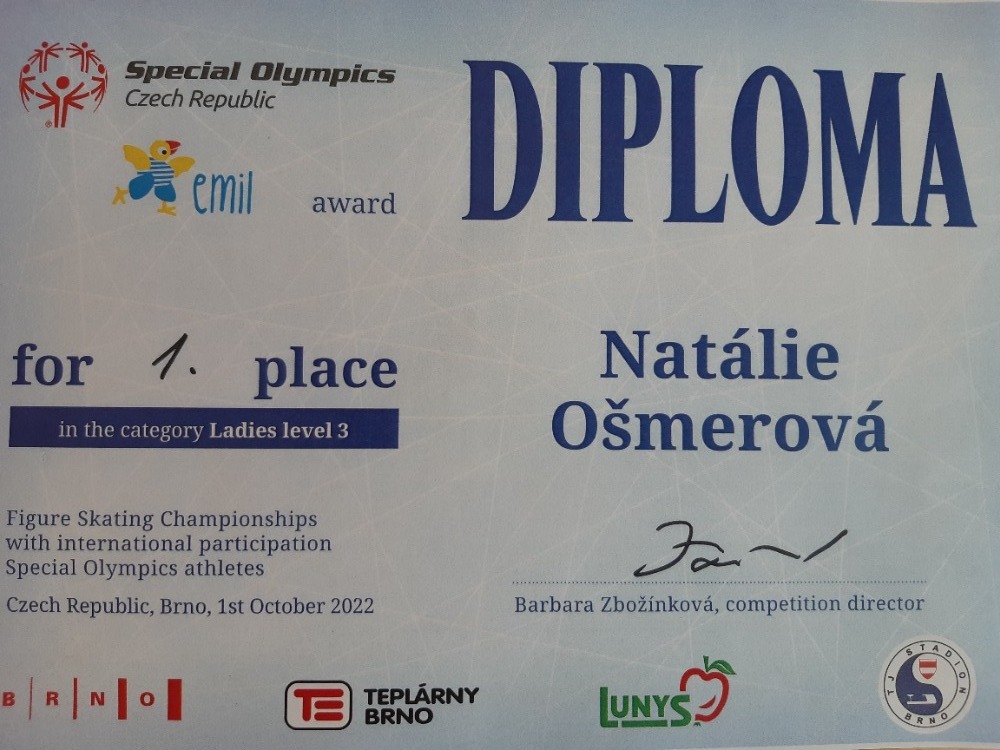 Special Olympics
Czech Republic
emil award
DIPLOMA
for 1. place
in the category Ladies level 3
Natálie
Ošmerová
Figure Skating Championships
with international participation
Special Olympics athletes
Czech Republic, Brno, 1st October 2022
Barbara Zbožínková, competition director
BRNO
TE TEPLÁRNY
BRNO
LUNYS
TJ STADION BRNO